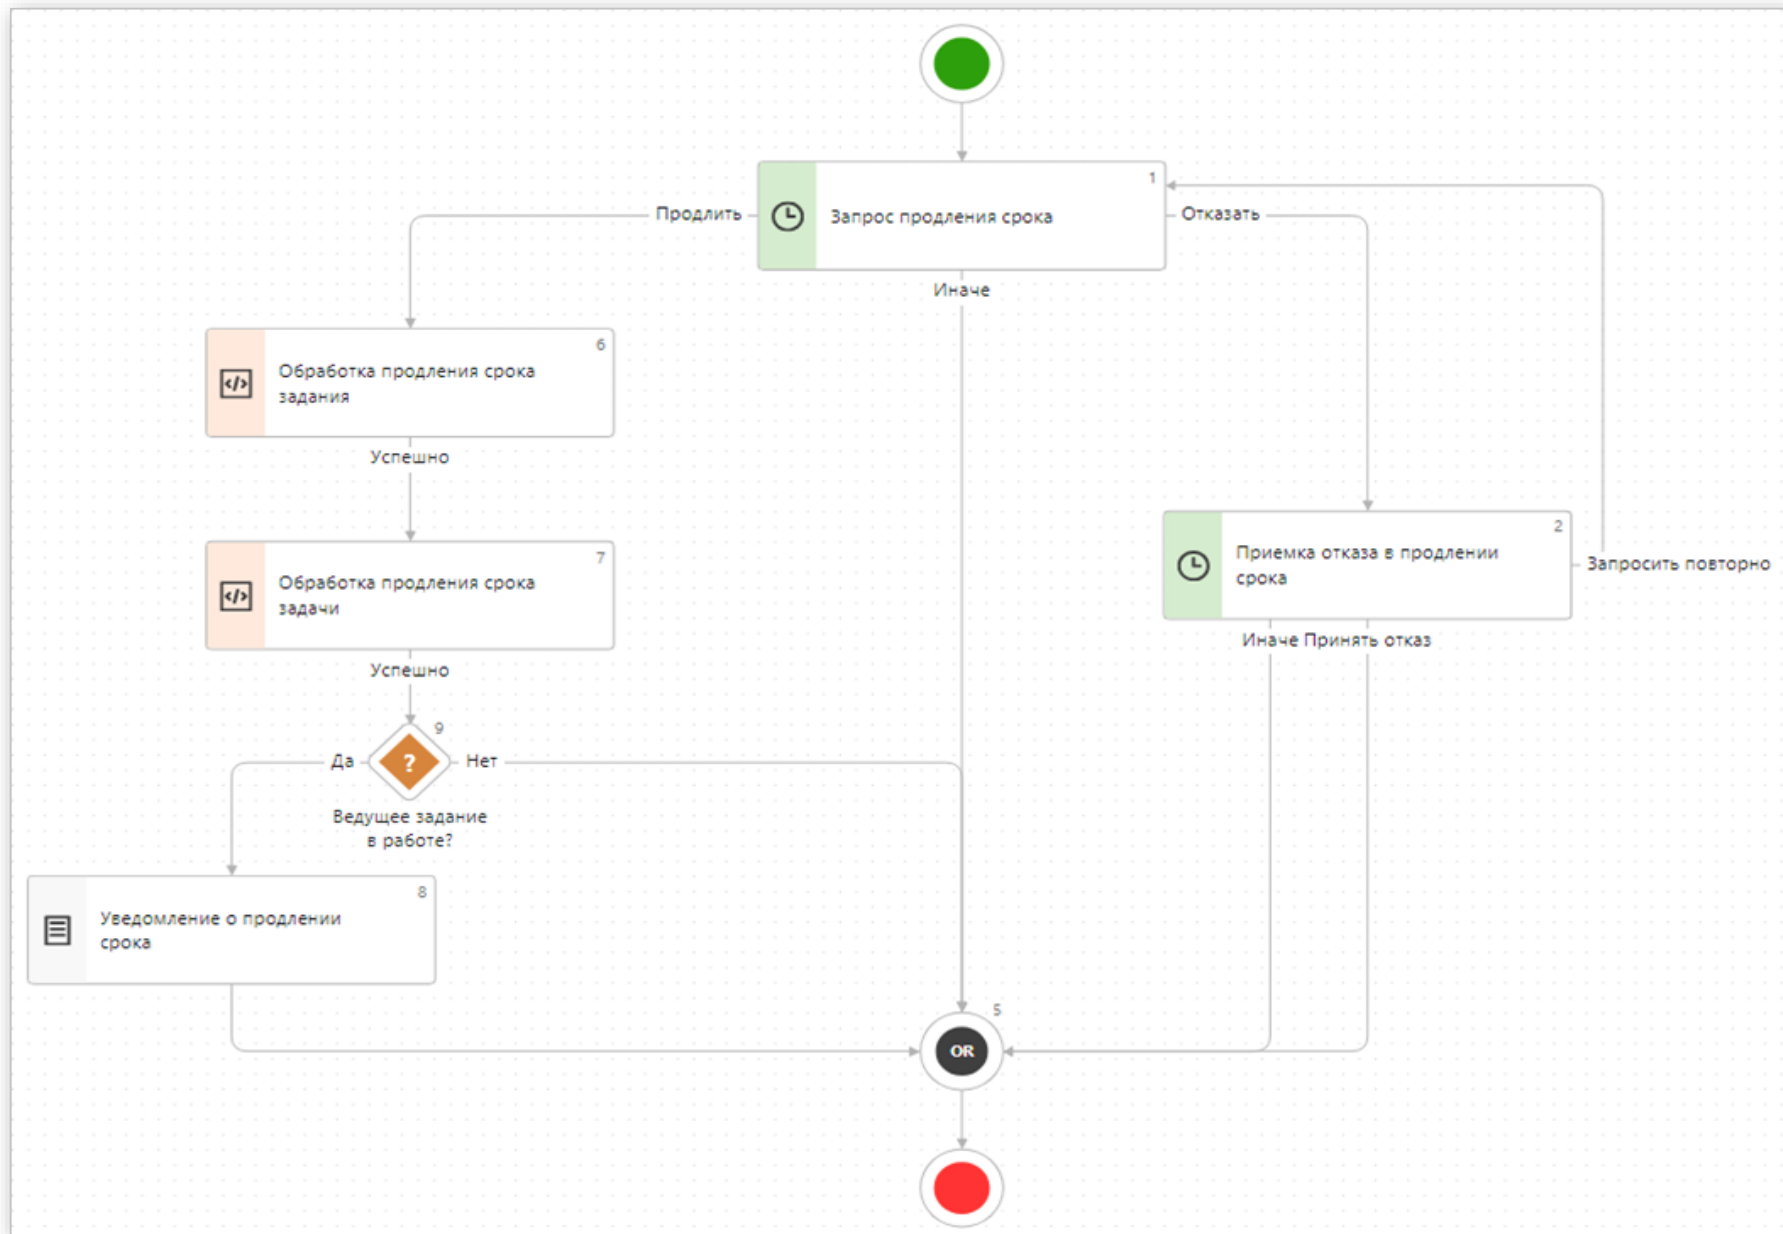 1
Запрос продления срока
Продлить
Отказать
Иначе
6
Обработка продления срока
задания
Успешно
2
Приемка отказа в продлении
срока
Запросить повторно
Иначе Принять отказ
7
Обработка продления срока
задачи
Успешно
9
Да
?
Нет
Ведущее задание
в работе?
8
Уведомление о продлении
срока
5
OR